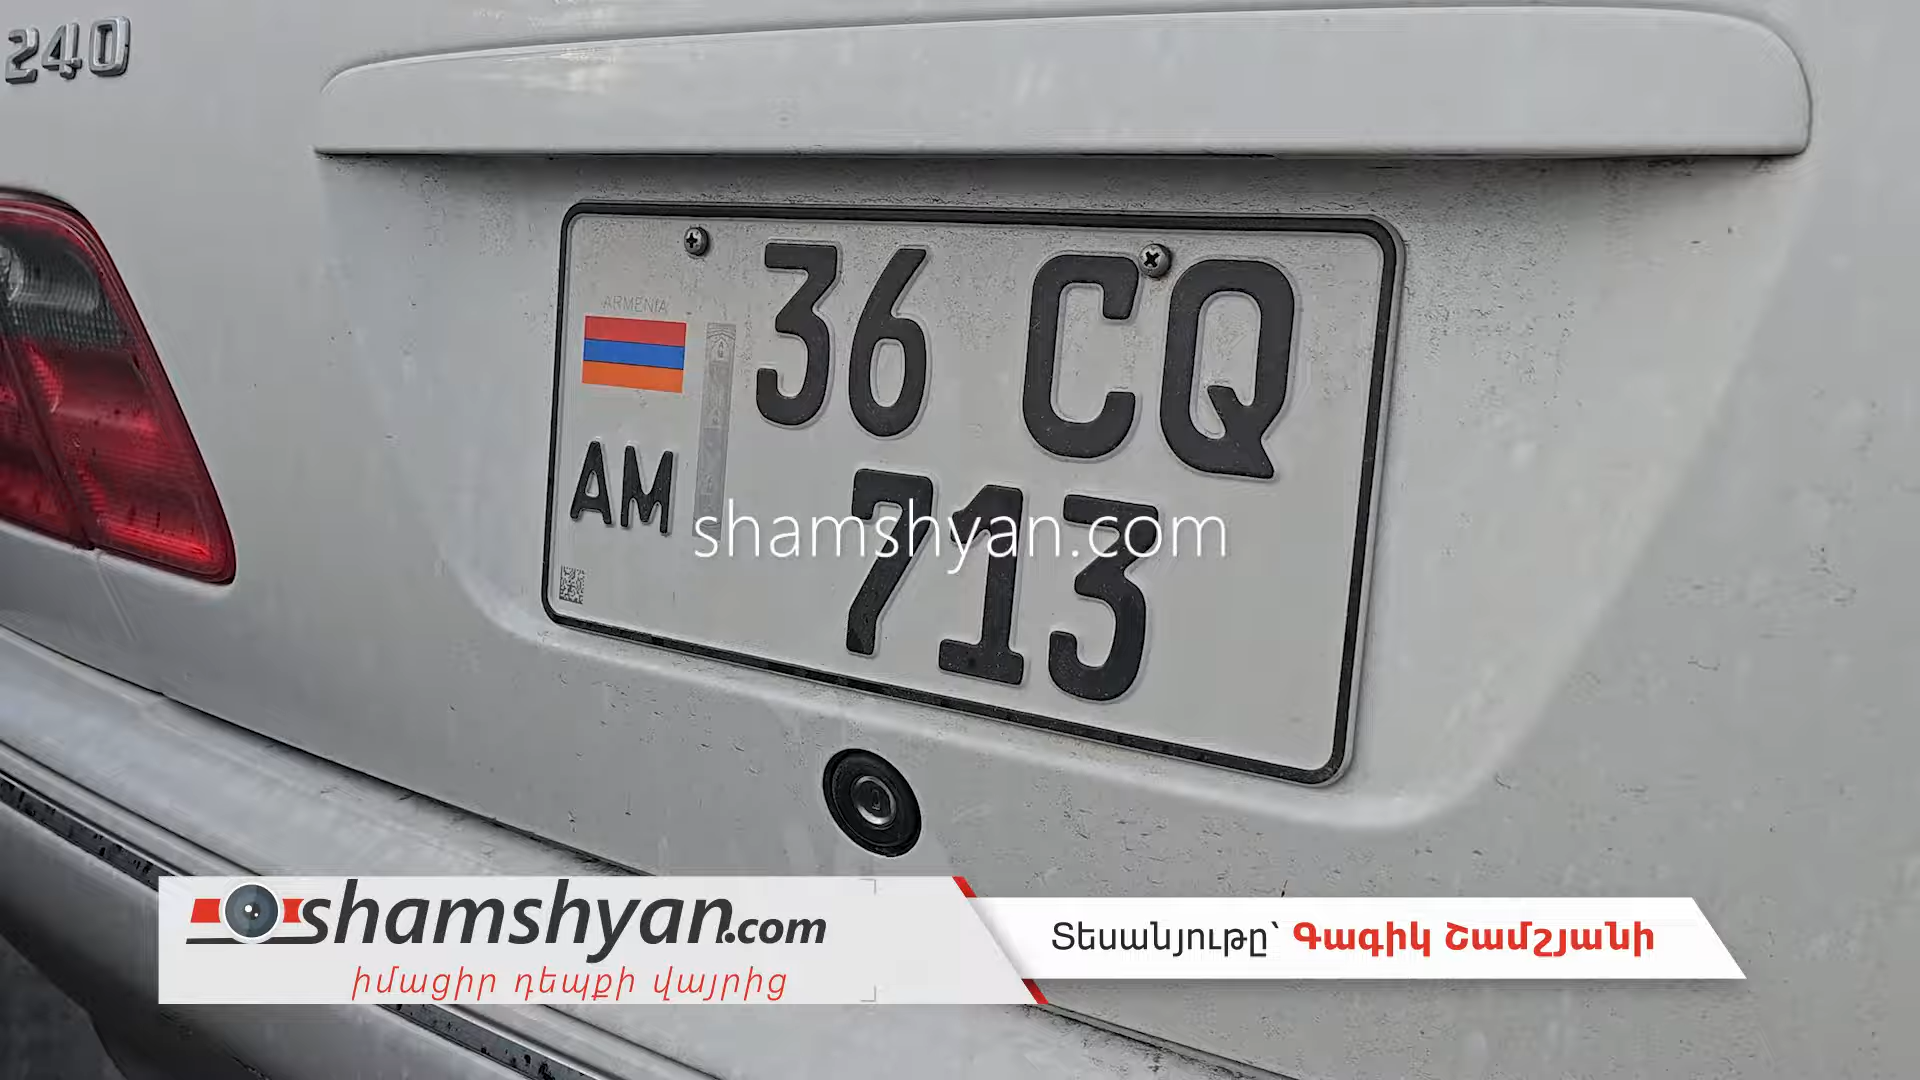 240
ARMENIA
36 CQ
AM
713
shamshyan.com
shamshyan.com
իմացիր դեպքի վայրից
Տեսանյութը՝ Գագիկ Շամշյանի